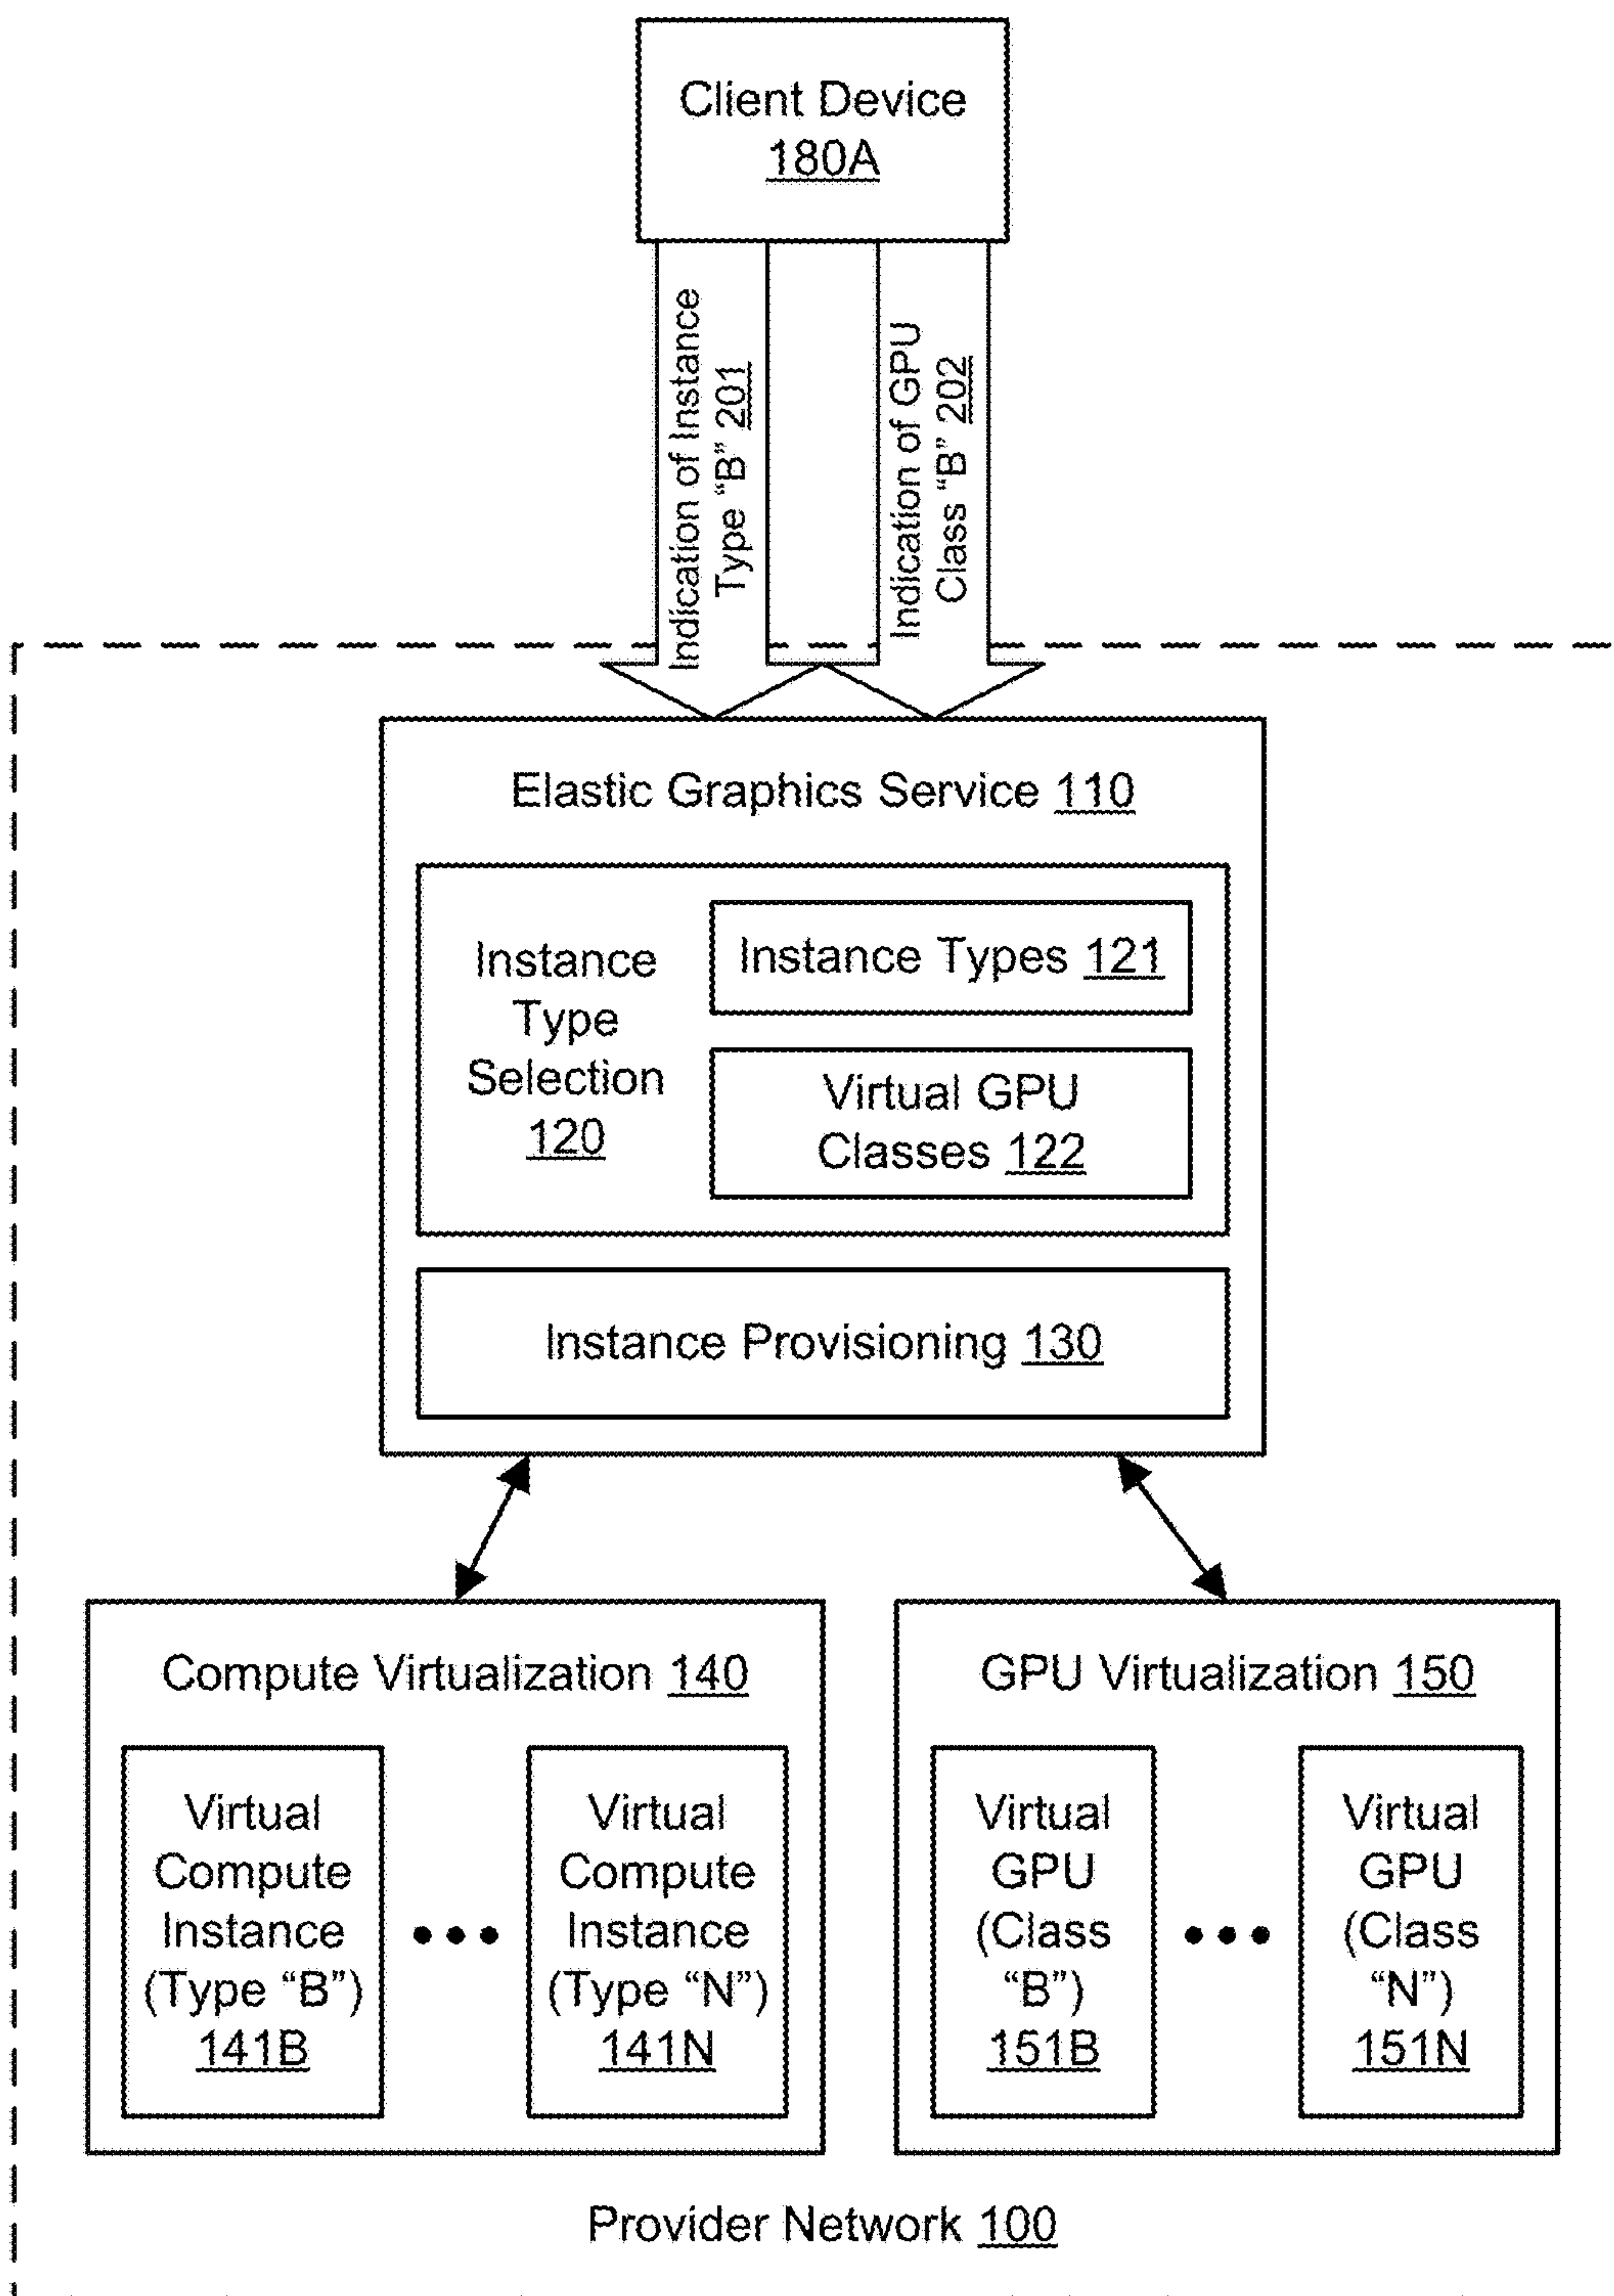 Client Device
180A
Indication of Instance
Type “B” 201
Indication of GPU
Class “B” 202
Elastic Graphics Service 110
Instance
Type
Selection
120
Instance Types 121
Virtual GPU
Classes 122
Instance Provisioning 130
Compute Virtualization 140
Virtual
Compute
Instance
(Type “B”)
141B
Virtual
Compute
Instance
(Type “N”)
141N
GPU Virtualization 150
Virtual
GPU
(Class
“B”)
151B
Virtual
GPU
(Class
“N”)
151N
Provider Network 100